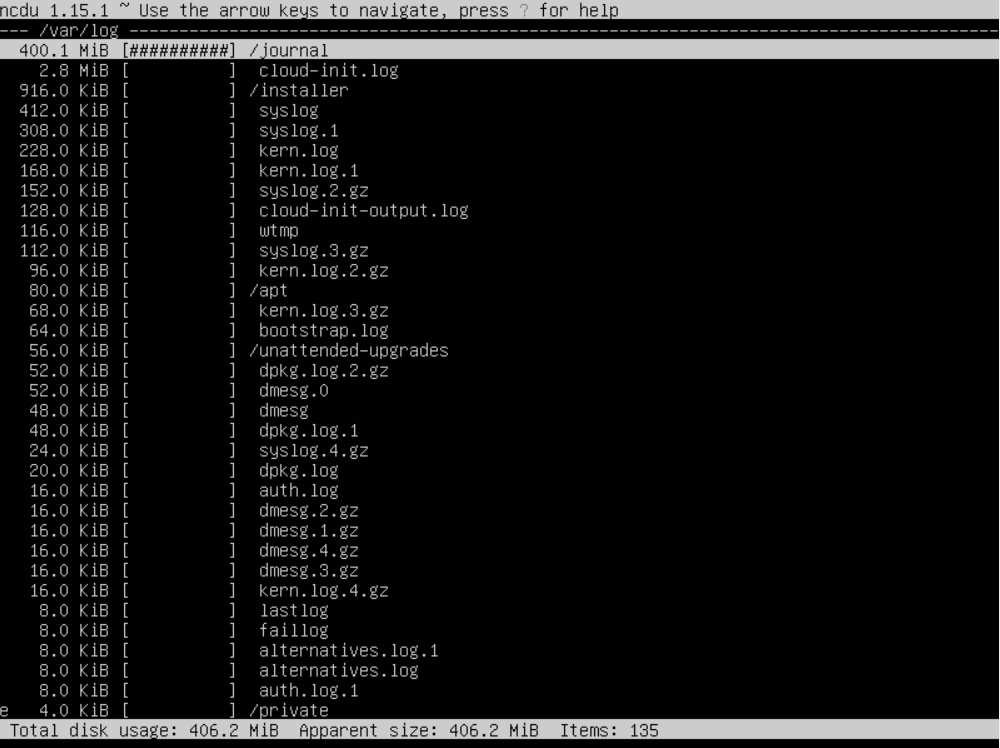 ncdu 1.15.1 ~ Use the arrow keys to navigate, press ? for help
--- /var/log ---------------------------------------------------------------------------------------
  400.1 MiB [##########] /journal
    2.8 MiB [          ]  cloud-init.log
  916.0 KiB [          ] /installer
  412.0 KiB [          ]  syslog
  308.0 KiB [          ]  syslog.1
  228.0 KiB [          ]  kern.log
  168.0 KiB [          ]  kern.log.1
  152.0 KiB [          ]  syslog.2.gz
  128.0 KiB [          ]  cloud-init-output.log
  116.0 KiB [          ]  wtmp
  112.0 KiB [          ]  syslog.3.gz
   96.0 KiB [          ]  kern.log.2.gz
   80.0 KiB [          ] /apt
   68.0 KiB [          ]  kern.log.3.gz
   64.0 KiB [          ]  bootstrap.log
   56.0 KiB [          ] /unattended-upgrades
   52.0 KiB [          ]  dpkg.log.2.gz
   52.0 KiB [          ]  dmesg.0
   48.0 KiB [          ]  dmesg
   48.0 KiB [          ]  dpkg.log.1
   24.0 KiB [          ]  syslog.4.gz
   20.0 KiB [          ]  dpkg.log
   16.0 KiB [          ]  auth.log
   16.0 KiB [          ]  dmesg.2.gz
   16.0 KiB [          ]  dmesg.1.gz
   16.0 KiB [          ]  dmesg.4.gz
   16.0 KiB [          ]  dmesg.3.gz
   16.0 KiB [          ]  kern.log.4.gz
    8.0 KiB [          ]  lastlog
    8.0 KiB [          ]  faillog
    8.0 KiB [          ]  alternatives.log.1
    8.0 KiB [          ]  alternatives.log
    8.0 KiB [          ]  auth.log.1
e   4.0 KiB [          ] /private
 Total disk usage: 406.2 MiB  Apparent size: 406.2 MiB  Items: 135